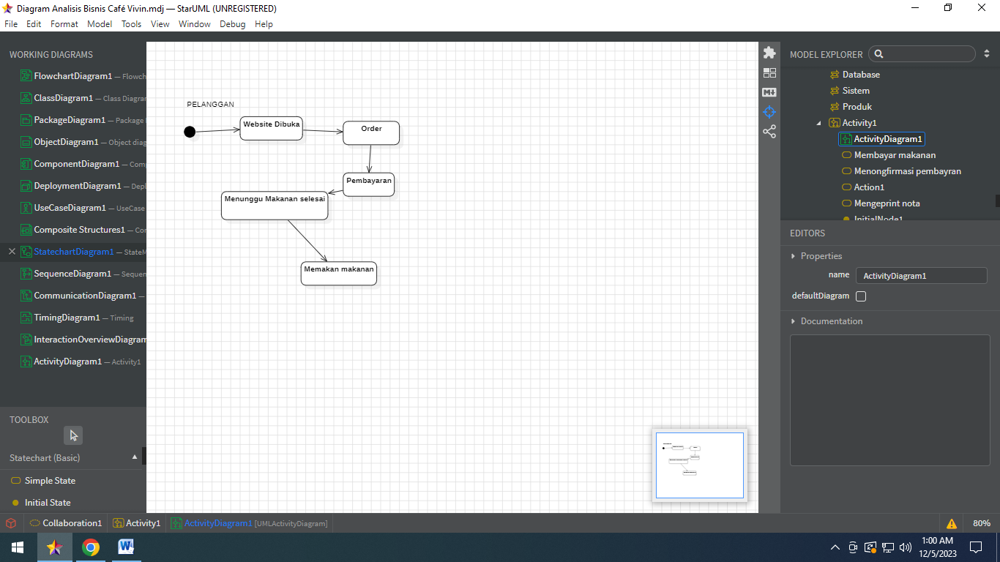 Diagram Analisis Bisnis Café Vivin.mdj — StarUML (UNREGISTERED)
File Edit Format Model Tools View Window Debug Help
WORKING DIAGRAMS
FlowchartDiagram1 — Flowch
ClassDiagram1 — Class Diagram
PackageDiagram1 — Package
ObjectDiagram1 — Object diag
ComponentDiagram1 — Com
DeploymentDiagram1 — Depl
UseCaseDiagram1 — UseCase
Composite Structures1 — Co
StatechartDiagram1 — StateM
SequenceDiagram1 — Sequen
CommunicationDiagram1 —
TimingDiagram1 — Timing
InteractionOverviewDiagram
ActivityDiagram1 — Activity1
TOOLBOX
Statechart (Basic)
Simple State
Initial State
PELANGGAN
Website Dibuka
Order
Pembayaran
Menunggu Makanan selesai
Memakan makanan
MODEL EXPLORER
Database
Sistem
Produk
Activity1
ActivityDiagram1
Membayar makanan
Menongfirmasi pembayran
Action1
Mengeprint nota
InitialNode1
EDITORS
Properties
name ActivityDiagram1
defaultDiagram
Documentation
Collaboration1 Activity1 ActivityDiagram1 [UMLActivityDiagram]
80%
1:00 AM
12/5/2023